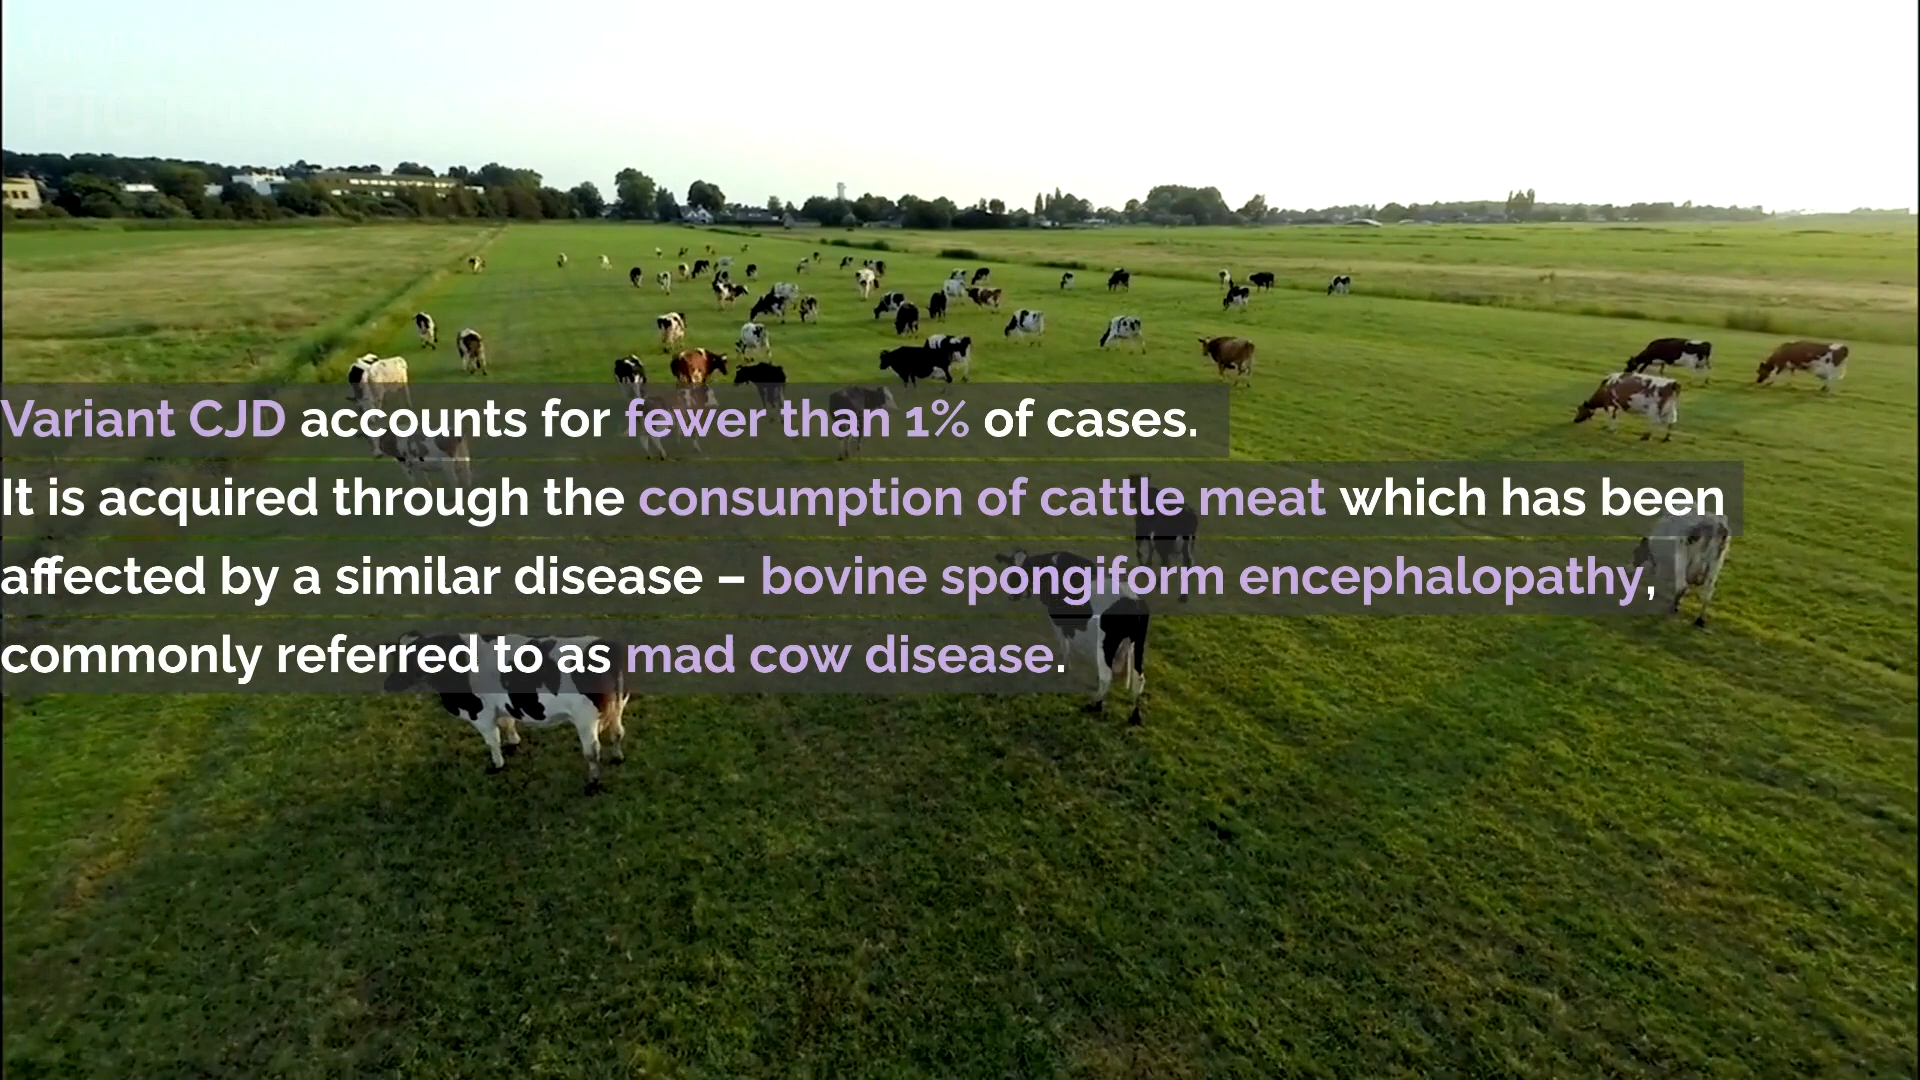 Variant CJD accounts for fewer than 1% of cases.
It is acquired through the consumption of cattle meat which has been
affected by a similar disease – bovine spongiform encephalopathy,
commonly referred to as mad cow disease.